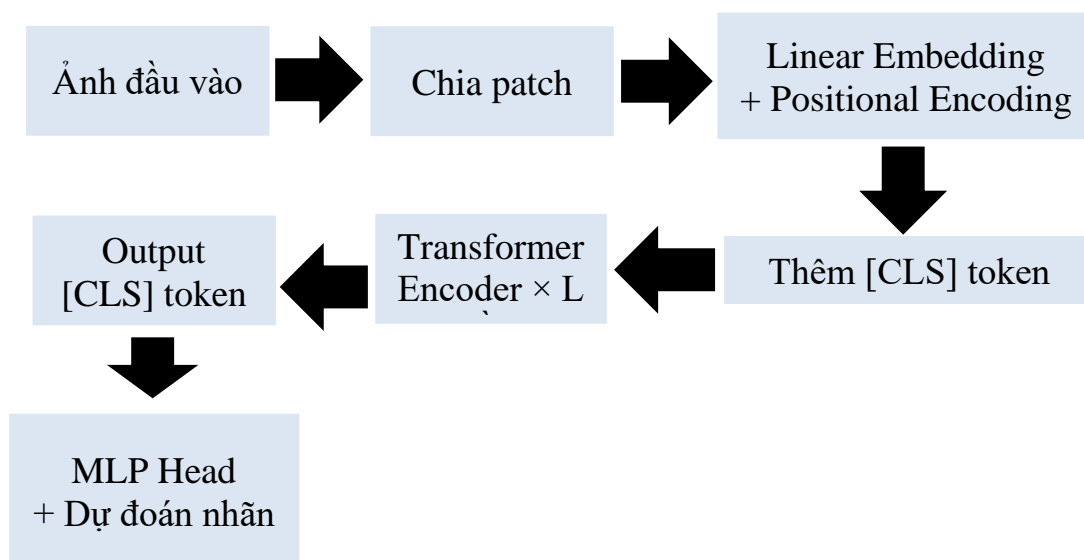 Ảnh đầu vào
Chia patch
Linear Embedding
+ Positional Encoding
Thêm [CLS] token
Transformer
Encoder × L
Output
[CLS] token
MLP Head
+ Dự đoán nhãn